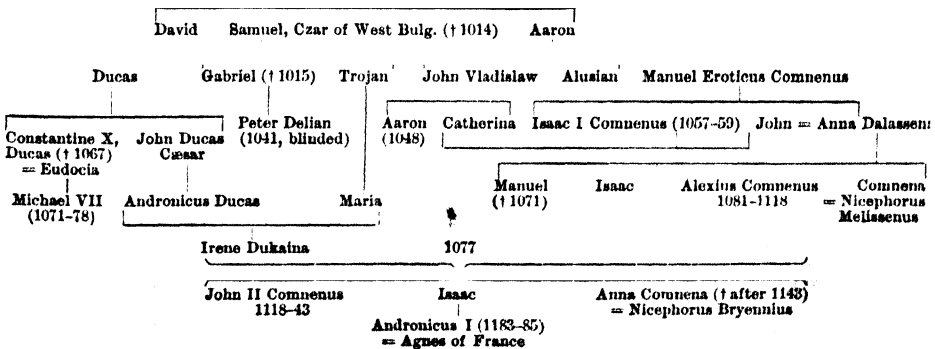 David Samuel, Czar of West Bulg. († 1014) Aaron
Ducas Gabriel († 1015) Trojan John Vladislaw Alusian Manuel Eroticus Comnenus
Constantine X, John Ducas Peter Delian Aaron Catherina Isaac I Comnenus (1057-59) John = Anna Dalassena
Ducas († 1067) Cæsar (1041, blinded) (1048)
= Eudocia
Michael VII Andronicus Ducas Maria Manuel Isaac Alexius Comnenus Comnena
(1071-78) († 1071) 1081-1118 = Nicephorus
Melissenus
Irene Dukaina 1077
John II Comnenus Isaac Anna Comnena († after 1143)
1118-43 = Nicephorus Bryennius
Andronicus I (1183-85)
= Agnes of France